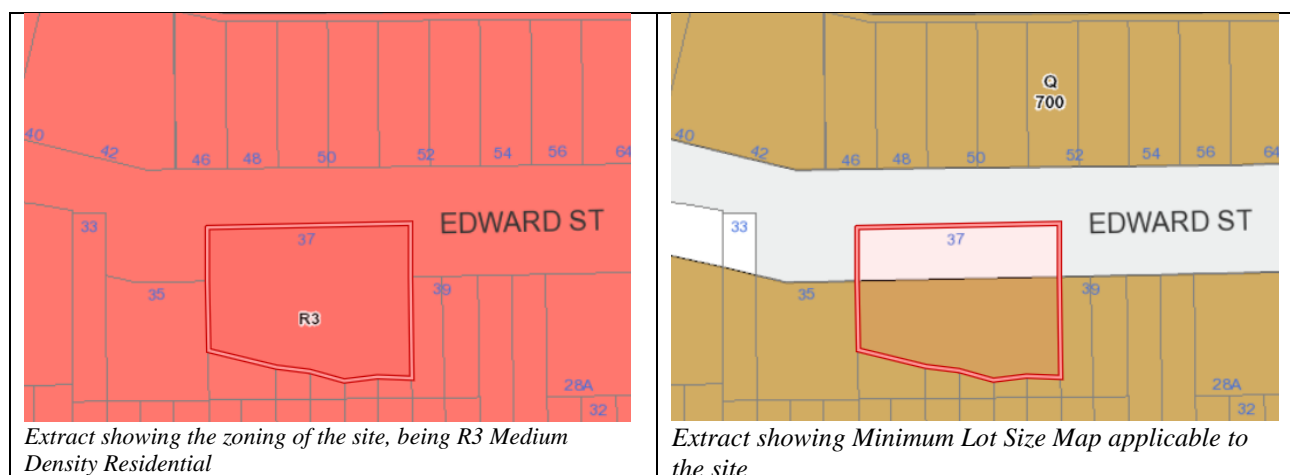 40
42
46
48
50
52
54
56
64
EDWARD ST
33
37
35
39
R3
28A
32
Extract showing the zoning of the site, being R3 Medium
Density Residential
Q
700
40
42
46
48
50
52
54
56
64
EDWARD ST
33
37
35
39
28A
32
Extract showing Minimum Lot Size Map applicable to
the site